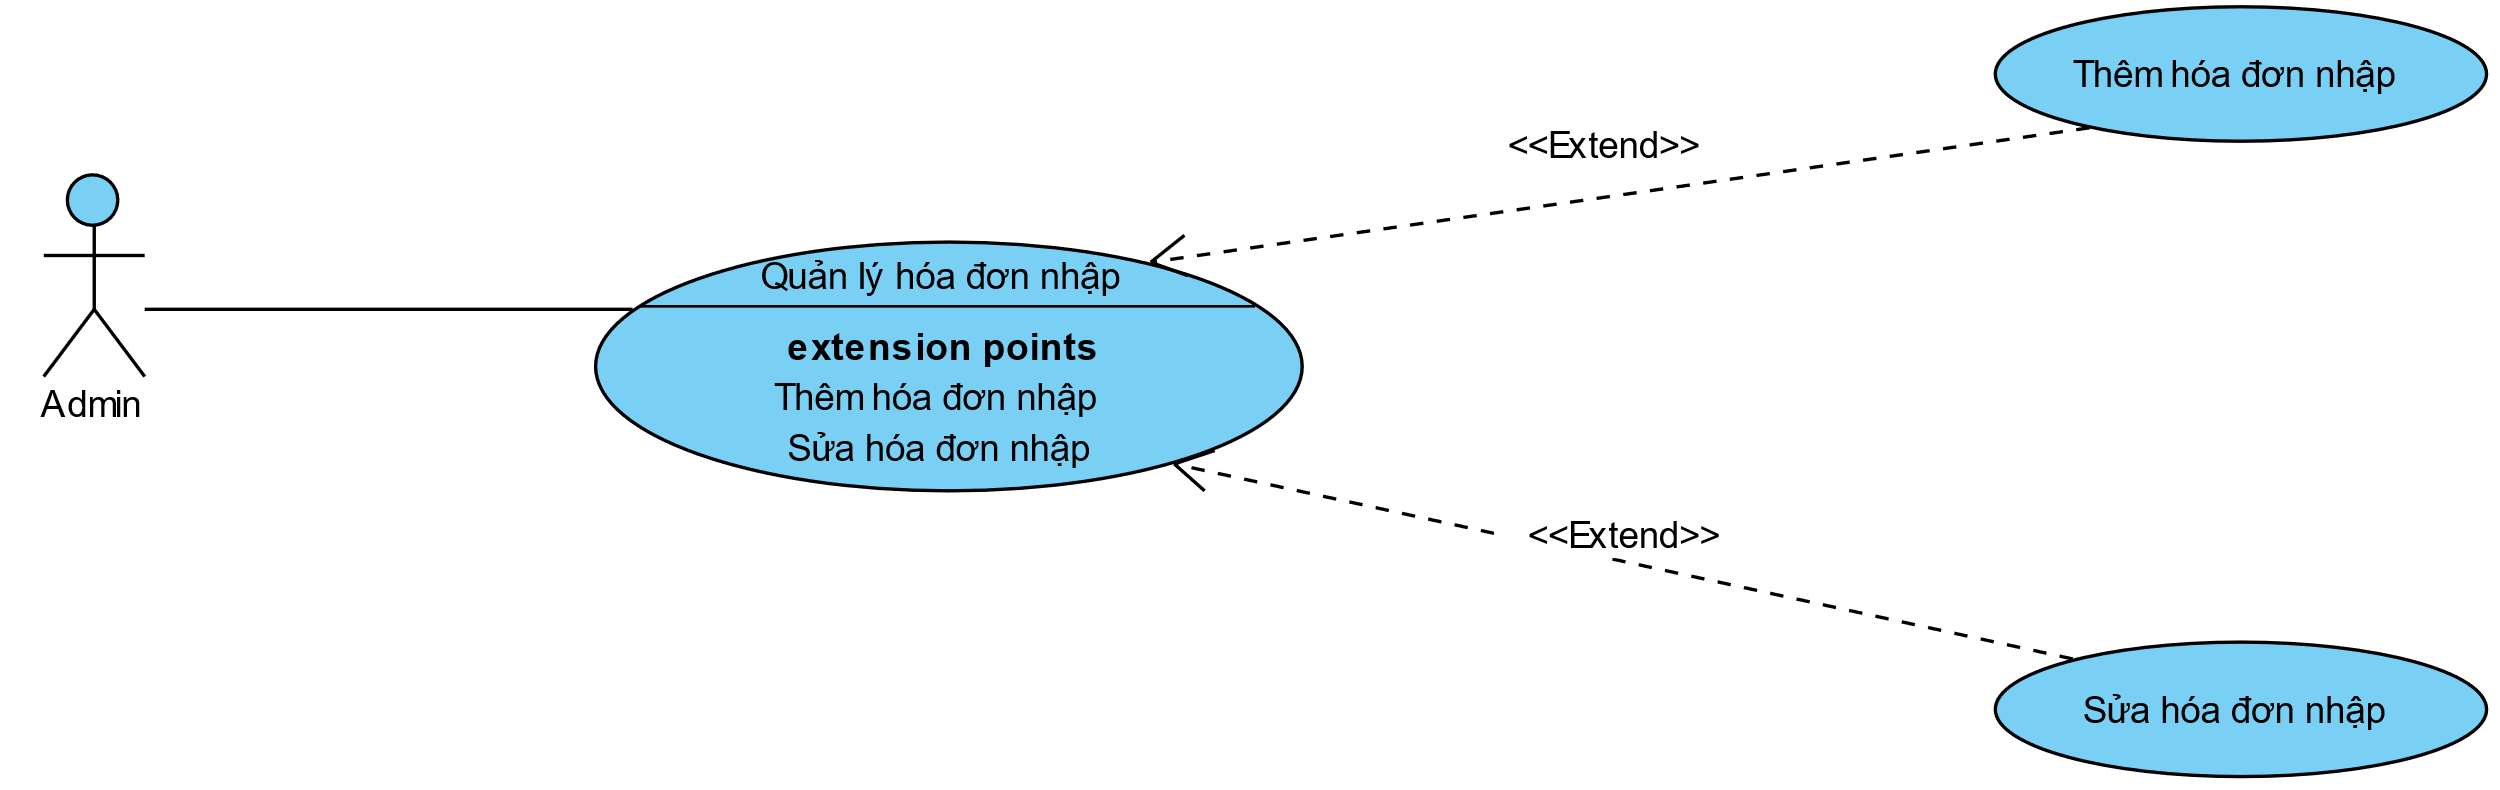 Thêm hóa đơn nhập
<<Extend>>
Quản lý hóa đơn nhập
extension points
Thêm hóa đơn nhập
Sửa hóa đơn nhập
Admin
<<Extend>>
Sửa hóa đơn nhập